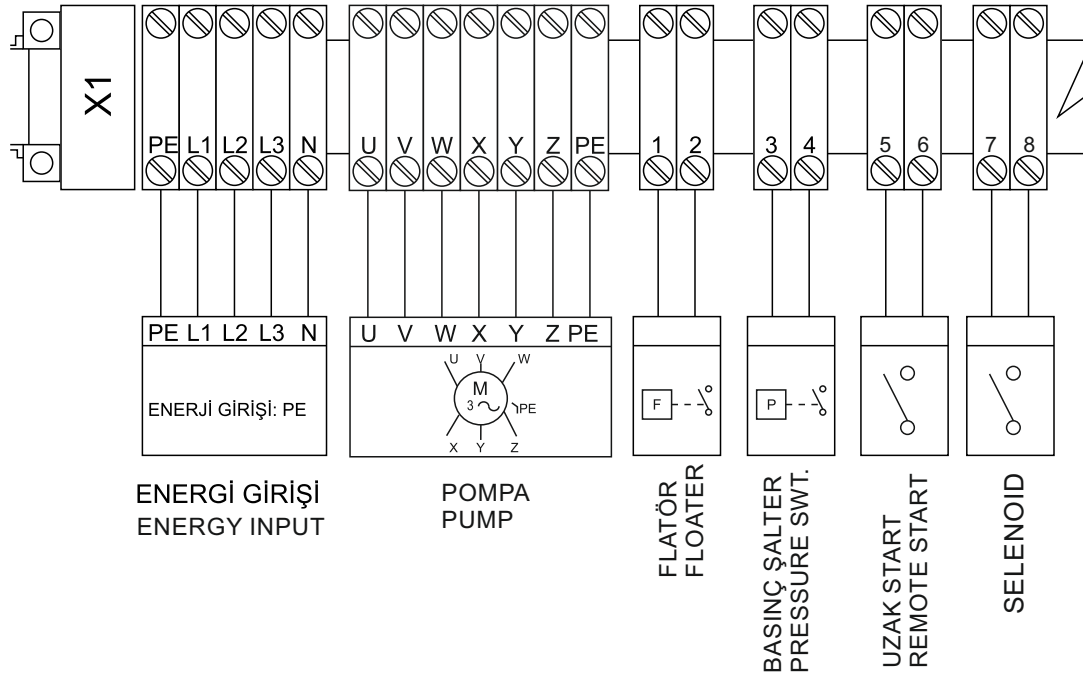 X1
PE L1 L2 L3 N U V W X Y Z PE 1 2 3 4 5 6 7 8
PE L1 L2 L3 N
U V W X Y Z PE
ENERJİ GİRİŞİ: PE
U V W
M
3
PE
X Y Z
F
P
ENERGİ GİRİŞİ
ENERGY INPUT
POMPA
PUMP
FLATÖR
FLOATER
BASINÇ ŞALTER
PRESSURE SWT.
UZAK START
REMOTE START
SELENOID